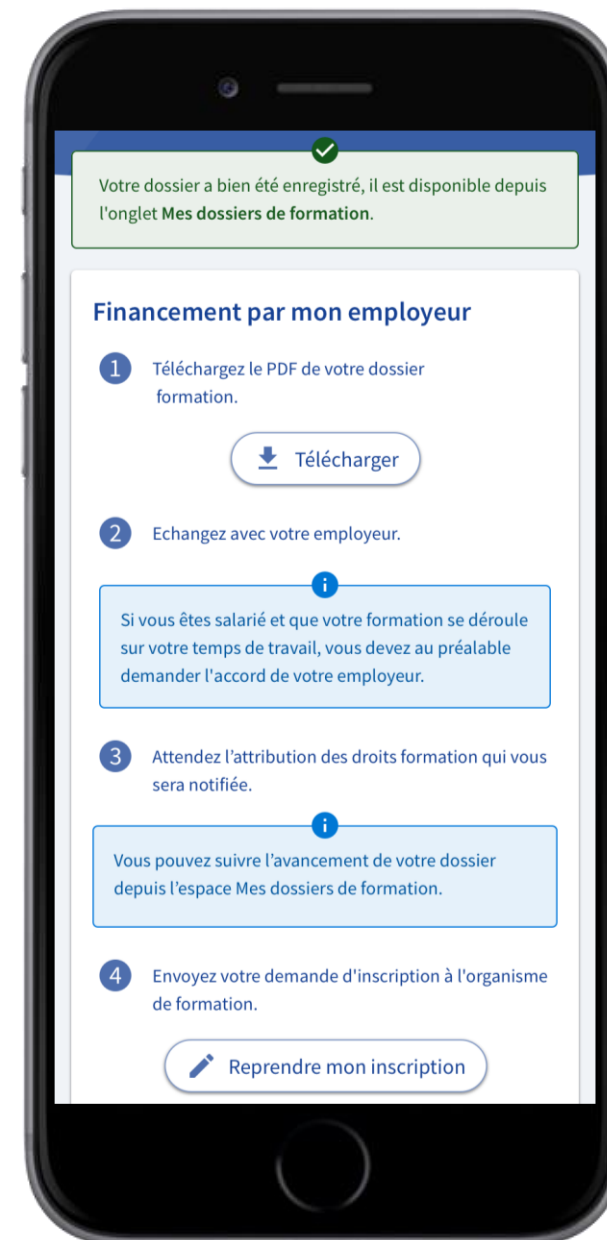 Votre dossier a bien été enregistré, il est disponible depuis
l'onglet Mes dossiers de formation.
Financement par mon employeur
1 Téléchargez le PDF de votre dossier
formation.
Télécharger
2 Echangez avec votre employeur.
Si vous êtes salarié et que votre formation se déroule
sur votre temps de travail, vous devez au préalable
demander l'accord de votre employeur.
3 Attendez l’attribution des droits formation qui vous
sera notifiée.
Vous pouvez suivre l’avancement de votre dossier
depuis l’espace Mes dossiers de formation.
4 Envoyez votre demande d'inscription à l'organisme
de formation.
Reprendre mon inscription